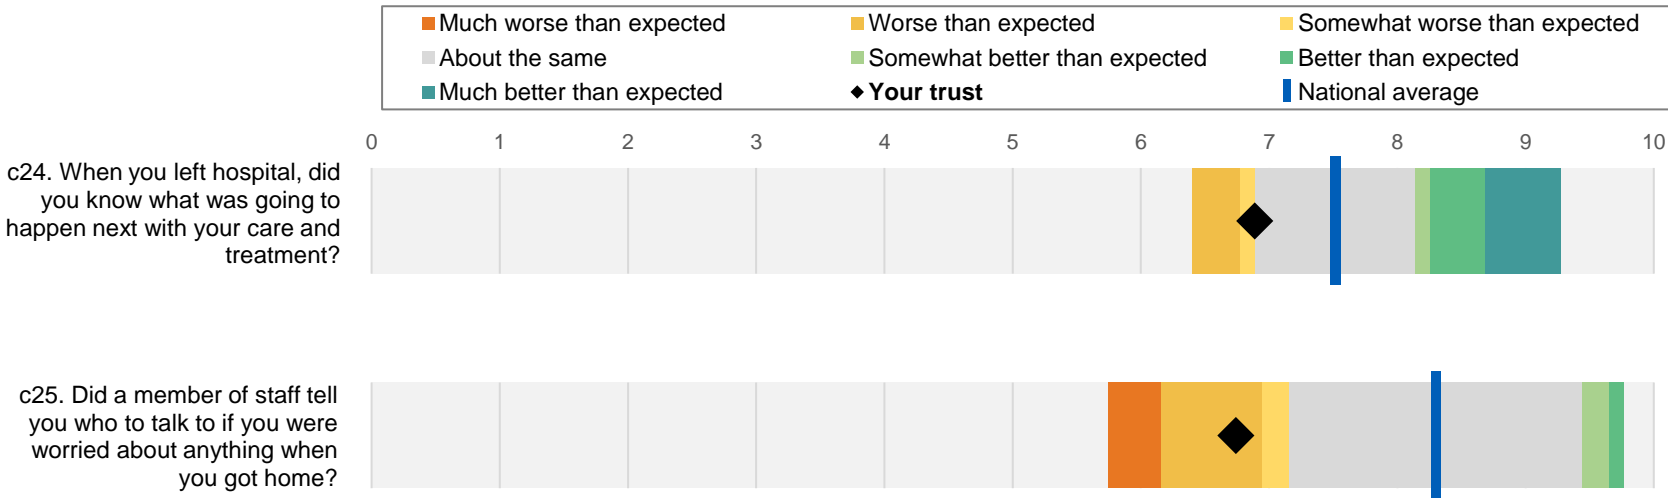 Much worse than expected Worse than expected Somewhat worse than expected
About the same Somewhat better than expected Better than expected
Much better than expected Your trust National average
0 1 2 3 4 5 6 7 8 9 10
c24. When you left hospital, did
you know what was going to
happen next with your care and
treatment?
c25. Did a member of staff tell
you who to talk to if you were
worried about anything when
you got home?